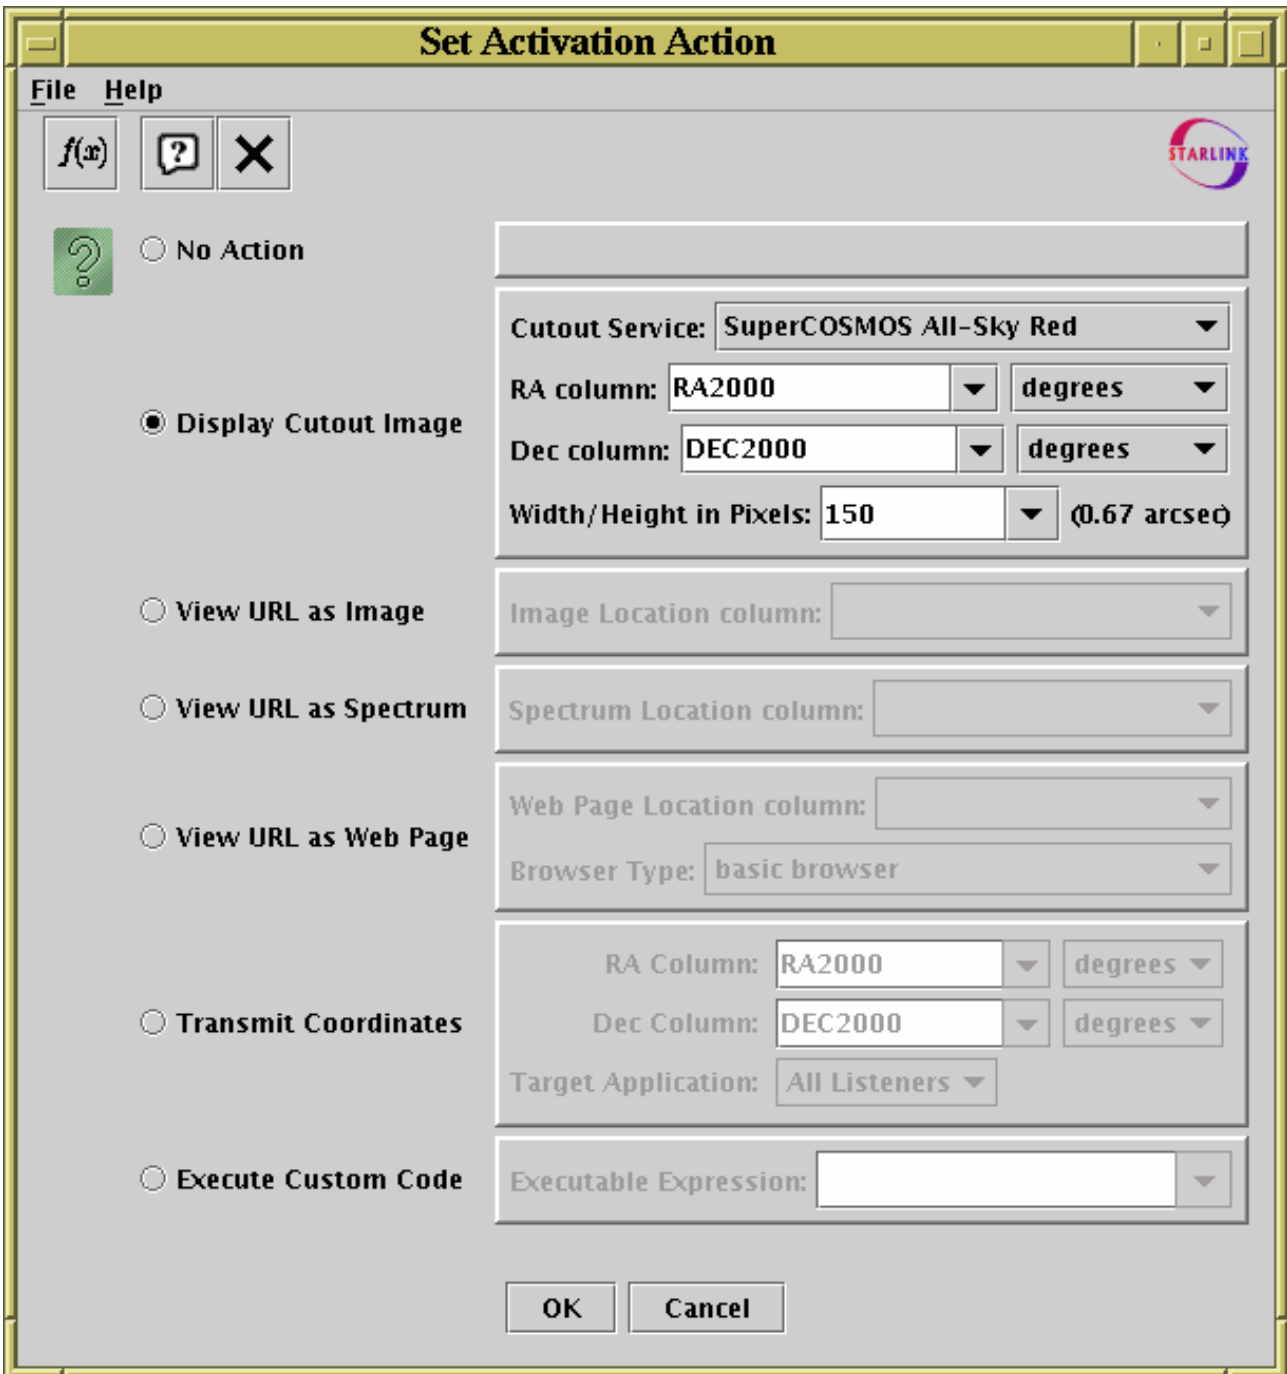 Set Activation Action
File Help
f(x) ? STARLINK
No Action
Cutout Service: SuperCOSMOS All-Sky Red
RA column: RA2000 degrees
Display Cutout Image
Dec column: DEC2000 degrees
Width/Height in Pixels: 150 (0.67 arcsec)
View URL as Image Image Location column:
View URL as Spectrum Spectrum Location column:
Web Page Location column:
View URL as Web Page
Browser Type: basic browser
RA Column: RA2000 degrees
Transmit Coordinates Dec Column: DEC2000 degrees
Target Application: All Listeners
Execute Custom Code Executable Expression:
OK Cancel